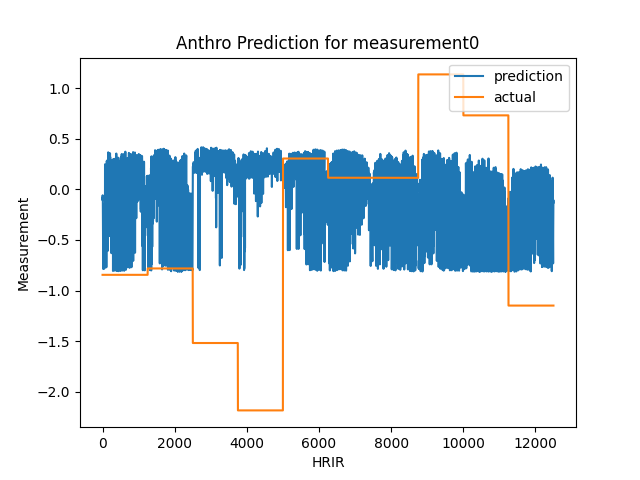 Anthro Prediction for measurement0
prediction
actual
Measurement
1.0
0.5
0.0
−0.5
−1.0
−1.5
−2.0
0 2000 4000 6000 8000 10000 12000
HRIR